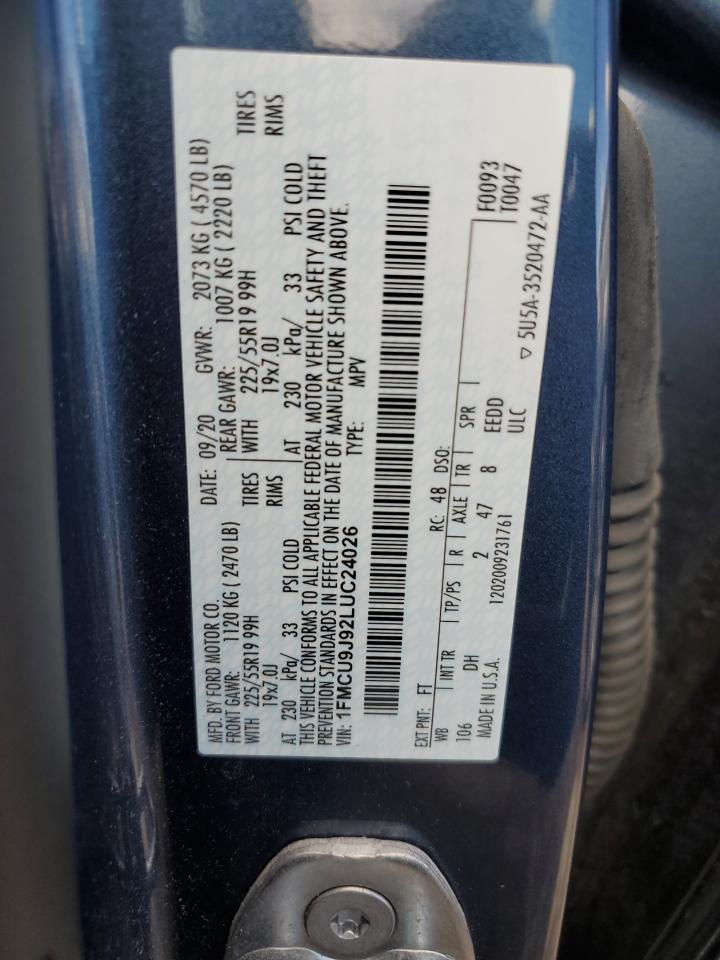 MFD. BY FORD MOTOR CO.
DATE: 09/20 GVWR: 2073 KG ( 4570 LB)
FRONT GAWR: 1120 KG ( 2470 LB) REAR GAWR: 1007 KG ( 2220 LB)
WITH 225/55R19 99H TIRES WITH 225/55R19 99H TIRES
19x7.0J RIMS 19x7.0J RIMS
AT 230 kPa/ 33 PSI COLD AT 230 kPa/ 33 PSI COLD
THIS VEHICLE CONFORMS TO ALL APPLICABLE FEDERAL MOTOR VEHICLE SAFETY AND THEFT
PREVENTION STANDARDS IN EFFECT ON THE DATE OF MANUFACTURE SHOWN ABOVE.
VIN: 1FMCU9J92LUC24026 TYPE: MPV
EXT PNT: FT RC: 48 DSO:
WB INT TR TP/PS R AXLE TR SPR F0093
106 DH 2 47 8 EEDD T0047
MADE IN U.S.A. 1202009231761 ULC
▽ 5U5A-3520472-AA